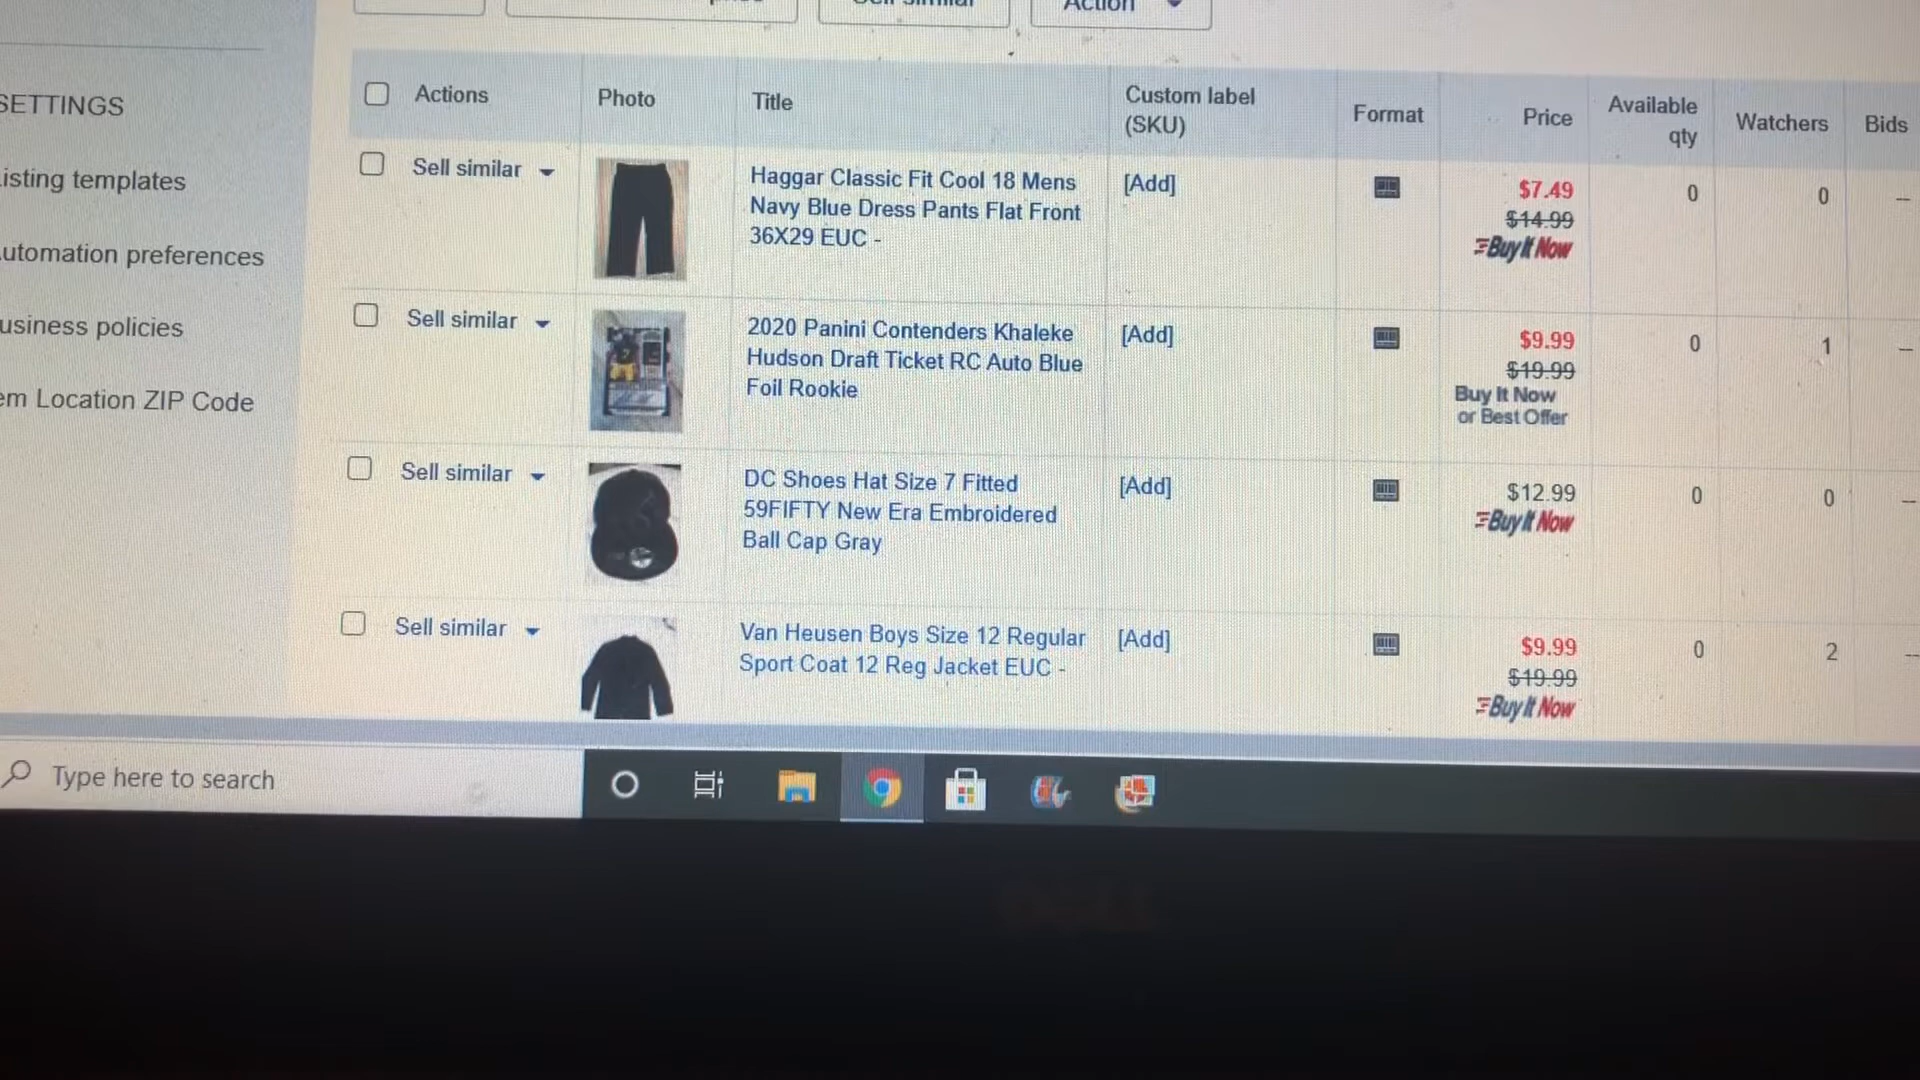 Action
SETTINGS
isting templates
utomation preferences
usiness policies
em Location ZIP Code
Actions
Photo
Title
Custom label
(SKU)
Format
Price
Available
qty
Watchers
Bids
Sell similar
Haggar Classic Fit Cool 18 Mens
Navy Blue Dress Pants Flat Front
36X29 EUC -
[Add]
$7.49
$14.99
Buy It Now
0
0
--
Sell similar
2020 Panini Contenders Khaleke
Hudson Draft Ticket RC Auto Blue
Foil Rookie
[Add]
$9.99
$19.99
Buy It Now
or Best Offer
0
1
--
Sell similar
DC Shoes Hat Size 7 Fitted
59FIFTY New Era Embroidered
Ball Cap Gray
[Add]
$12.99
Buy It Now
0
0
--
Sell similar
Van Heusen Boys Size 12 Regular
Sport Coat 12 Reg Jacket EUC -
[Add]
$9.99
$19.99
Buy It Now
0
2
--
Type here to search